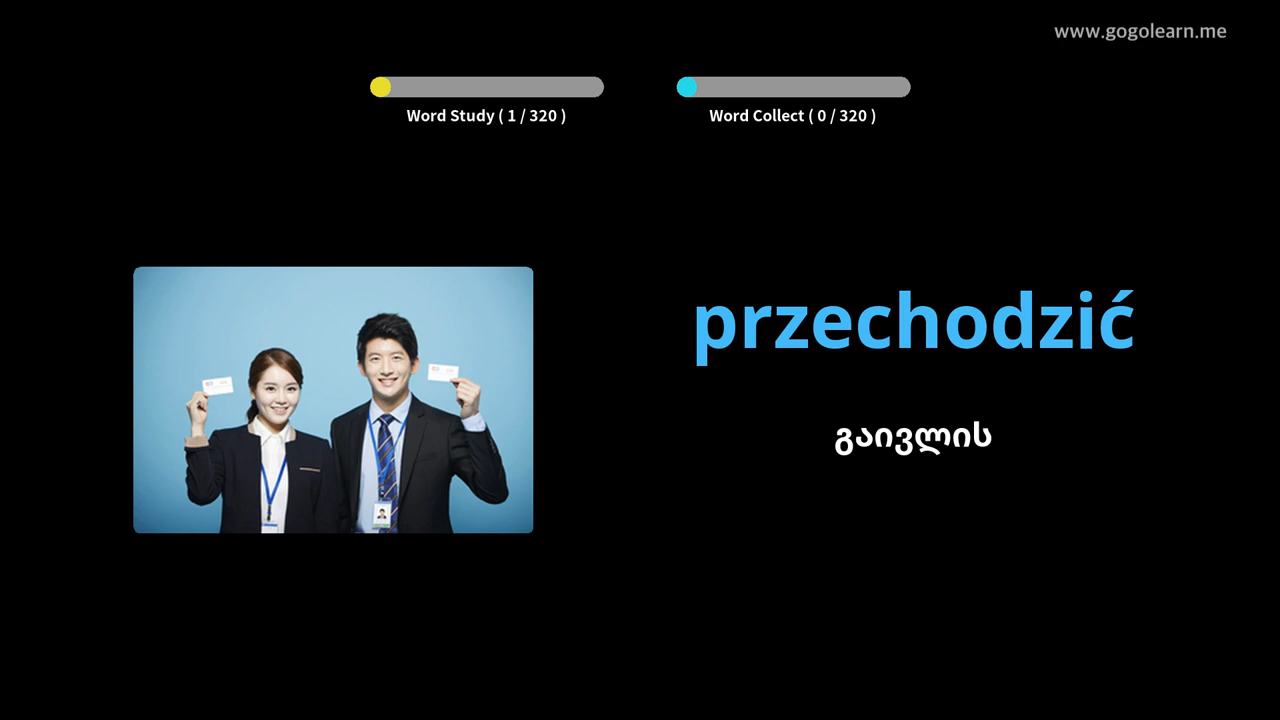 www.gogolearn.me
Word Study ( 1 / 320 )
Word Collect ( 0 / 320 )
przechodzić
გაივლის